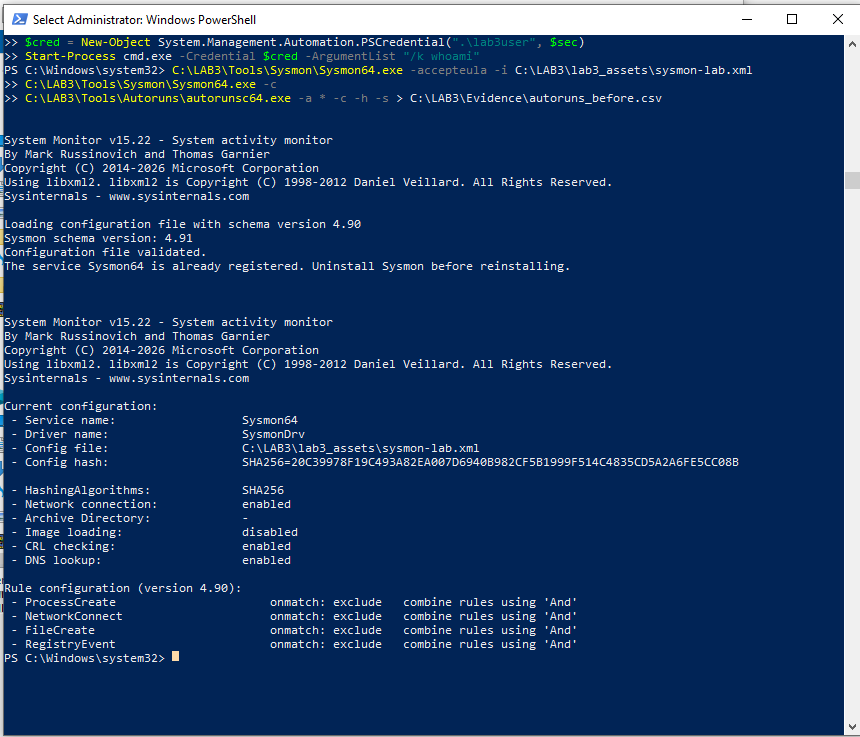 Select Administrator: Windows PowerShell
>> $cred = New-Object System.Management.Automation.PSCredential(".\lab3user", $sec)
>> Start-Process cmd.exe -Credential $cred -ArgumentList "/k whoami"
PS C:\Windows\system32> C:\LAB3\Tools\Sysmon\Sysmon64.exe -accepteula -i C:\LAB3\lab3_assets\sysmon-lab.xml
>> C:\LAB3\Tools\Sysmon\Sysmon64.exe -c
>> C:\LAB3\Tools\Autoruns\autorunsc64.exe -a * -c -h -s > C:\LAB3\Evidence\autoruns_before.csv
System Monitor v15.22 - System activity monitor
By Mark Russinovich and Thomas Garnier
Copyright (C) 2014-2026 Microsoft Corporation
Using libxml2. libxml2 is Copyright (C) 1998-2012 Daniel Veillard. All Rights Reserved.
Sysinternals - www.sysinternals.com
Loading configuration file with schema version 4.90
Sysmon schema version: 4.91
Configuration file validated.
The service Sysmon64 is already registered. Uninstall Sysmon before reinstalling.
System Monitor v15.22 - System activity monitor
By Mark Russinovich and Thomas Garnier
Copyright (C) 2014-2026 Microsoft Corporation
Using libxml2. libxml2 is Copyright (C) 1998-2012 Daniel Veillard. All Rights Reserved.
Sysinternals - www.sysinternals.com
Current configuration:
- Service name: Sysmon64
- Driver name: SysmonDrv
- Config file: C:\LAB3\lab3_assets\sysmon-lab.xml
- Config hash: SHA256=20C39978F19C493A82EA007D6940B982CF5B1999F514C4835CD5A2A6FE5CC08B
- HashingAlgorithms: SHA256
- Network connection: enabled
- Archive Directory: -
- Image loading: disabled
- CRL checking: enabled
- DNS lookup: enabled
Rule configuration (version 4.90):
- ProcessCreate onmatch: exclude combine rules using 'And'
- NetworkConnect onmatch: exclude combine rules using 'And'
- FileCreate onmatch: exclude combine rules using 'And'
- RegistryEvent onmatch: exclude combine rules using 'And'
PS C:\Windows\system32>